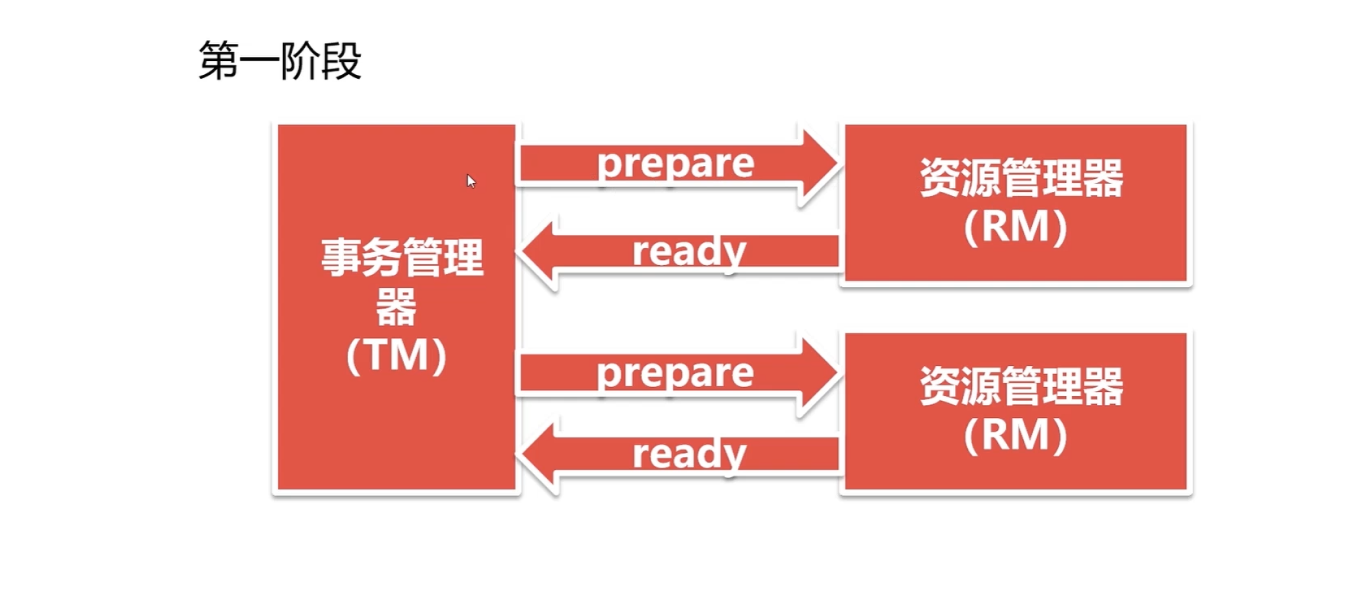 第一阶段
prepare
资源管理器
（RM）
ready
事务管理
器
（TM）
prepare
资源管理器
（RM）
ready